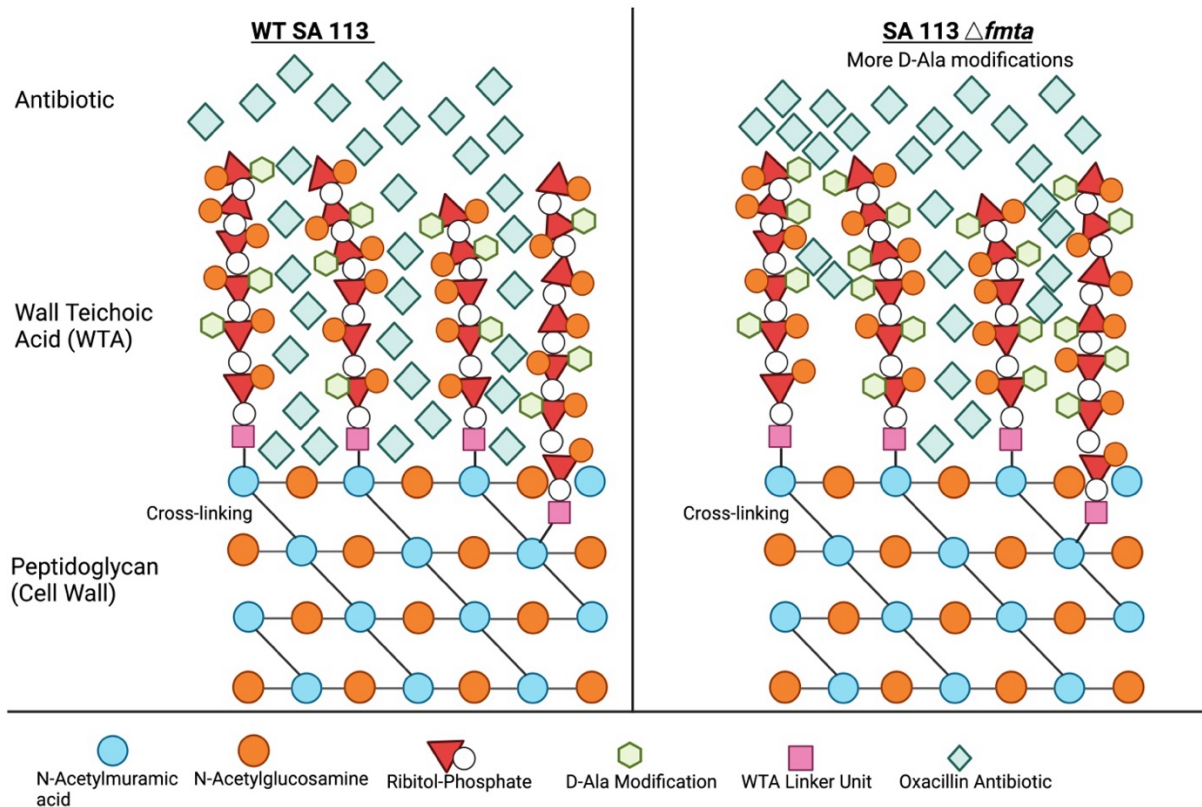 WT SA 113
SA 113 △fmta
More D-Ala modifications
Antibiotic
Wall Teichoic
Acid (WTA)
Cross-linking
Cross-linking
Peptidoglycan
(Cell Wall)
N-Acetylmuramic
acid
N-Acetylglucosamine
Ribitol-Phosphate
D-Ala Modification
WTA Linker Unit
Oxacillin Antibiotic